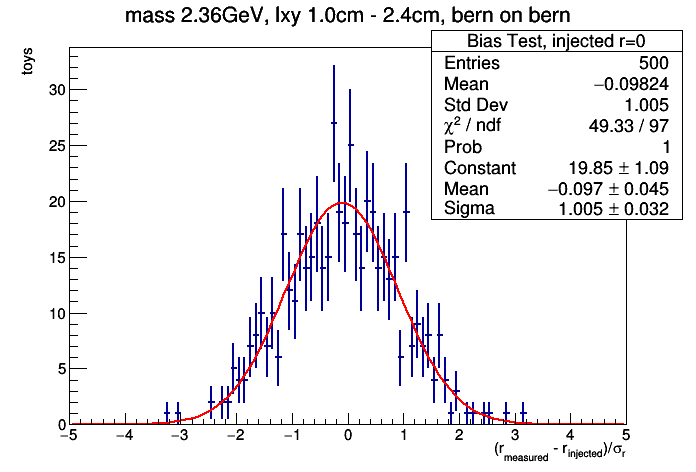 mass 2.36GeV, lxy 1.0cm - 2.4cm, bern on bern
Bias Test, injected r=0
Entries 500
Mean −0.09824
Std Dev 1.005
χ² / ndf 49.33 / 97
Prob 1
Constant 19.85 ± 1.09
Mean −0.097 ± 0.045
Sigma 1.005 ± 0.032
toys
30
25
20
15
10
5
0
−5 −4 −3 −2 −1 0 1 2 3 4 5
(r_measured - r_injected)/σ_r